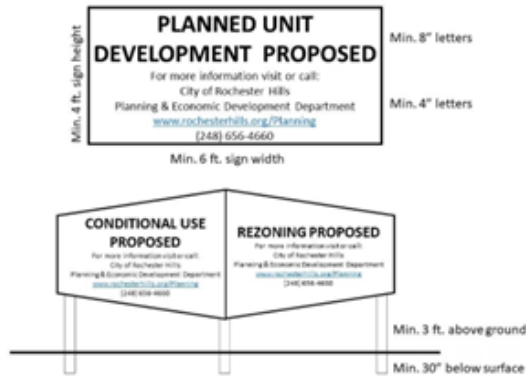 PLANNED UNIT
DEVELOPMENT PROPOSED
For more information visit or call:
City of Rochester Hills
Planning & Economic Development Department
www.rochesterhills.org/Planning
(248) 656-4660
Min. 4 ft. sign height
Min. 8" letters
Min. 4" letters
Min. 6 ft. sign width
CONDITIONAL USE
PROPOSED
For more information visit or call:
City of Rochester Hills
Planning & Economic Development Department
www.rochesterhills.org/Planning
(248) 656-4660
REZONING PROPOSED
For more information visit or call:
City of Rochester Hills
Planning & Economic Development Department
www.rochesterhills.org/Planning
(248) 656-4660
Min. 3 ft. above ground
Min. 30" below surface